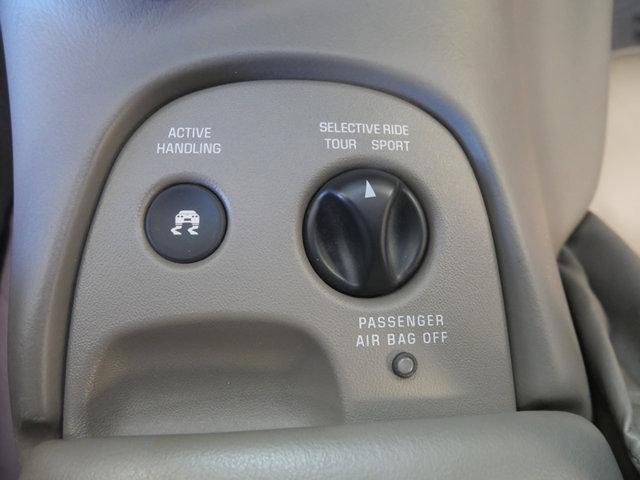 ACTIVE
HANDLING
SELECTIVE RIDE
TOUR SPORT
PASSENGER
AIR BAG OFF